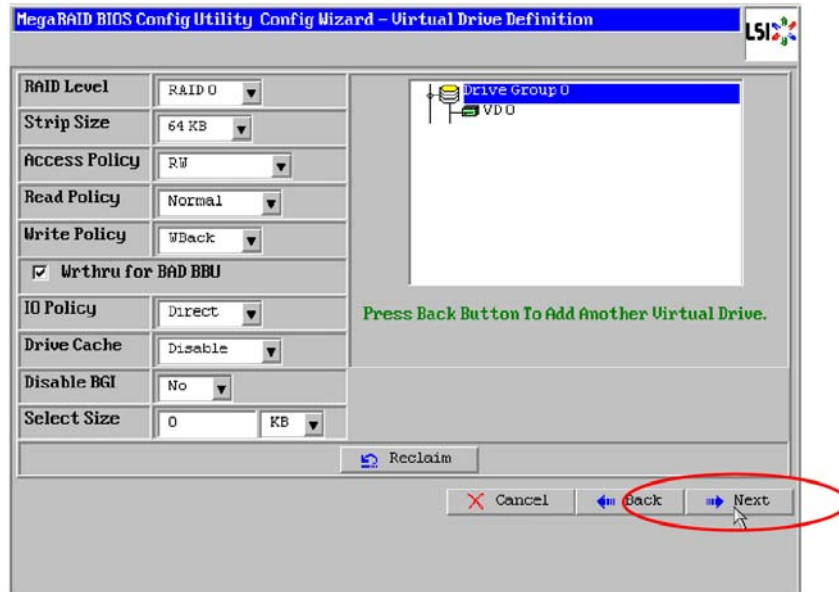 MegaRAID BIOS Config Utility Config Wizard – Virtual Drive Definition
LSI
RAID Level RAID 0
Strip Size 64 KB
Access Policy RW
Read Policy Normal
Write Policy WBack
Wrthru for BAD BBU
IO Policy Direct
Drive Cache Disable
Disable BGI No
Select Size 0 KB
Drive Group 0
VD 0
Press Back Button To Add Another Virtual Drive.
Reclaim
Cancel Back Next